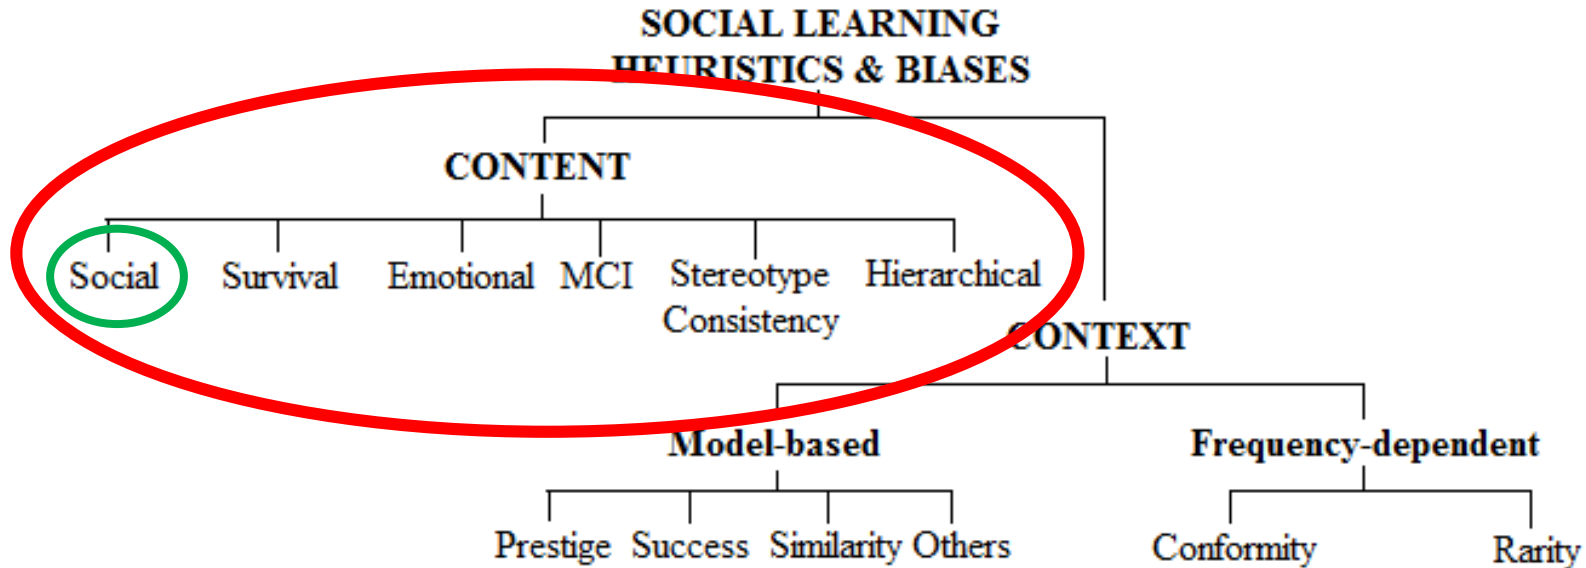 SOCIAL LEARNING
HEURISTICS & BIASES
CONTENT
Social Survival Emotional MCI Stereotype Hierarchical
Consistency
CONTEXT
Model-based Frequency-dependent
Prestige Success Similarity Others Conformity Rarity